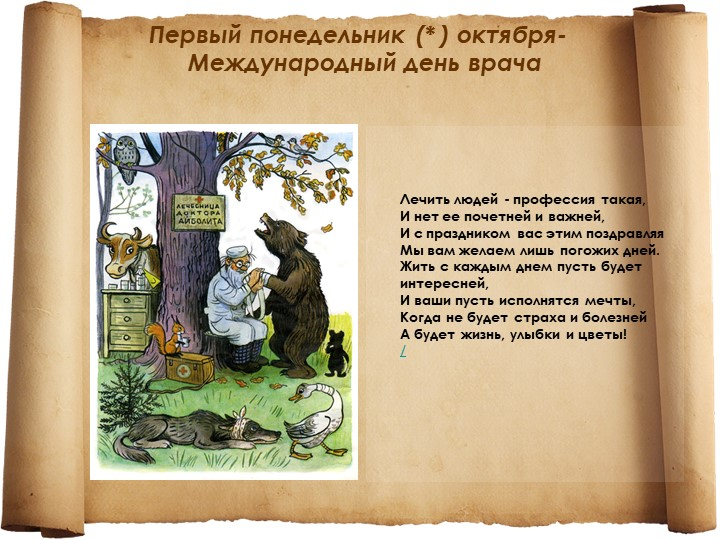 Первый понедельник (*) октября-
Международный день врача
ЛЕЧЕБНИЦА
ДОКТОРА
АЙБОЛИТА
Лечить людей - профессия такая,
И нет ее почетней и важней,
И с праздником вас этим поздравляя
Мы вам желаем лишь погожих дней.
Жить с каждым днем пусть будет
интересней,
И ваши пусть исполнятся мечты,
Когда не будет страха и болезней
А будет жизнь, улыбки и цветы!
/